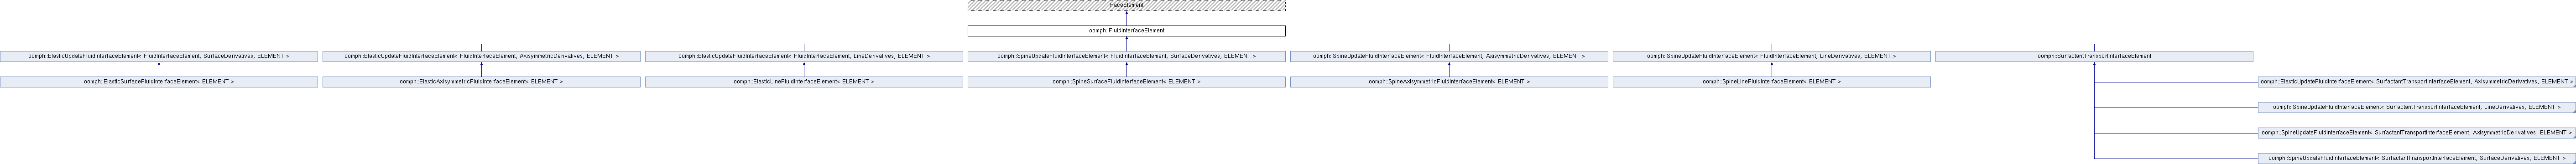 FaceElement
oomph::FluidInterfaceElement
oomph::ElasticUpdateFluidInterfaceElement< FluidInterfaceElement, SurfaceDerivatives, ELEMENT >
oomph::ElasticUpdateFluidInterfaceElement< FluidInterfaceElement, AxisymmetricDerivatives, ELEMENT >
oomph::ElasticUpdateFluidInterfaceElement< FluidInterfaceElement, LineDerivatives, ELEMENT >
oomph::SpineUpdateFluidInterfaceElement< FluidInterfaceElement, SurfaceDerivatives, ELEMENT >
oomph::SpineUpdateFluidInterfaceElement< FluidInterfaceElement, AxisymmetricDerivatives, ELEMENT >
oomph::SpineUpdateFluidInterfaceElement< FluidInterfaceElement, LineDerivatives, ELEMENT >
oomph::SurfactantTransportInterfaceElement
oomph::ElasticSurfaceFluidInterfaceElement< ELEMENT >
oomph::ElasticAxisymmetricFluidInterfaceElement< ELEMENT >
oomph::ElasticLineFluidInterfaceElement< ELEMENT >
oomph::SpineSurfaceFluidInterfaceElement< ELEMENT >
oomph::SpineAxisymmetricFluidInterfaceElement< ELEMENT >
oomph::SpineLineFluidInterfaceElement< ELEMENT >
oomph::ElasticUpdateFluidInterfaceElement< SurfactantTransportInterfaceElement, AxisymmetricDerivatives, ELEMENT >
oomph::SpineUpdateFluidInterfaceElement< SurfactantTransportInterfaceElement, LineDerivatives, ELEMENT >
oomph::SpineUpdateFluidInterfaceElement< SurfactantTransportInterfaceElement, AxisymmetricDerivatives, ELEMENT >
oomph::SpineUpdateFluidInterfaceElement< SurfactantTransportInterfaceElement, SurfaceDerivatives, ELEMENT >